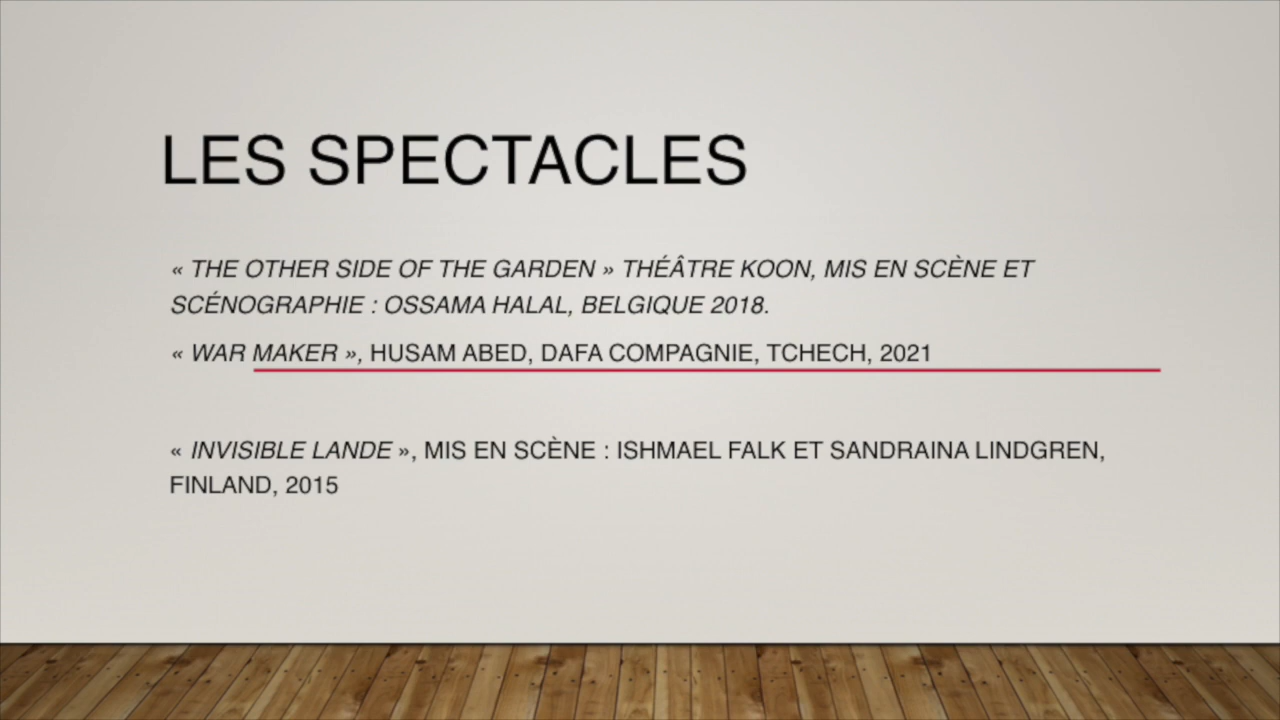 LES SPECTACLES
« THE OTHER SIDE OF THE GARDEN » THÉÂTRE KOON, MIS EN SCÈNE ET
SCÉNOGRAPHIE : OSSAMA HALAL, BELGIQUE 2018.
« WAR MAKER », HUSAM ABED, DAFA COMPAGNIE, TCHECH, 2021
« INVISIBLE LANDE », MIS EN SCÈNE : ISHMAEL FALK ET SANDRAINA LINDGREN,
FINLAND, 2015